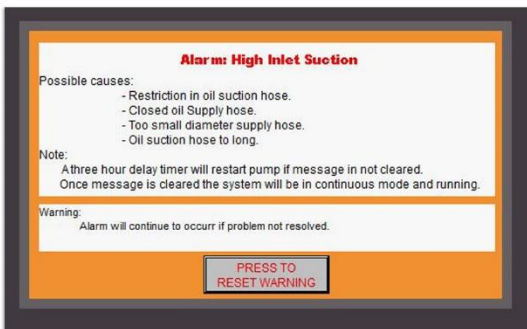 Alarm: High Inlet Suction
Possible causes:
- Restriction in oil suction hose.
- Closed oil Supply hose.
- Too small diameter supply hose.
- Oil suction hose to long.
Note:
Athree hour delay timer will restart pump if message in not cleared.
Once message is cleared the system will be in continuous mode and running.
Warning:
Alarm will continue to occurr if problem not resolved.
PRESS TO
RESET WARNING